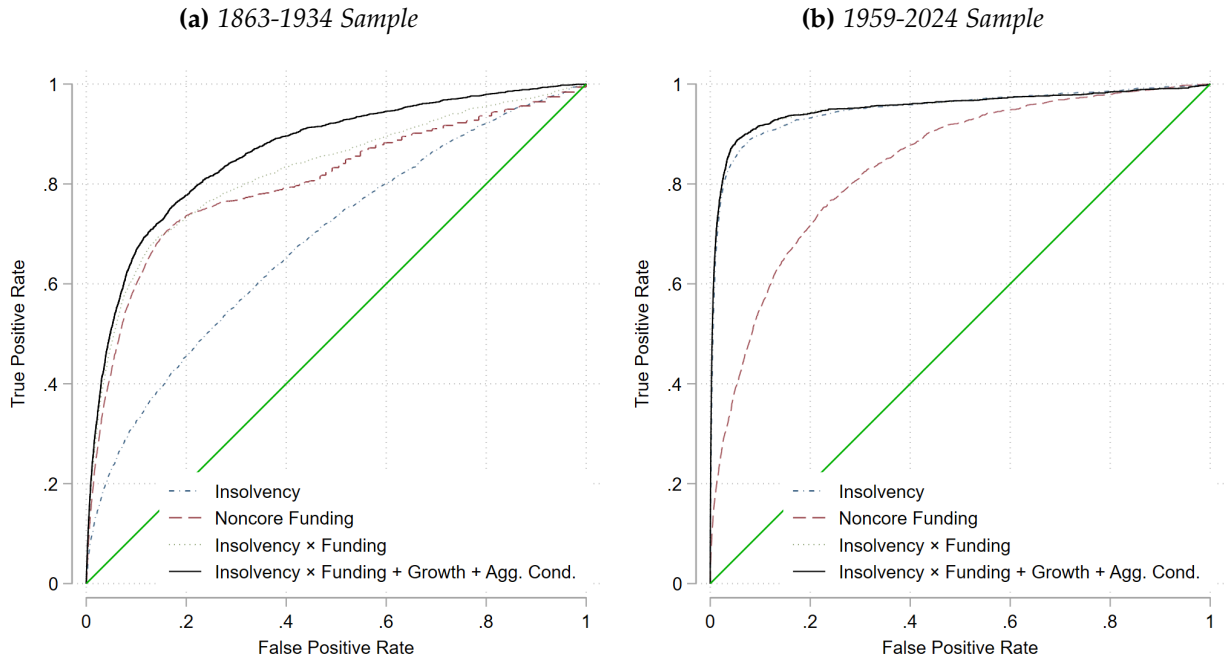 (a) 1863-1934 Sample
1
.8
.6
.4
.2
0
True Positive Rate
0
.2
.4
.6
.8
1
False Positive Rate
Insolvency
Noncore Funding
Insolvency × Funding
Insolvency × Funding + Growth + Agg. Cond.
(b) 1959-2024 Sample
1
.8
.6
.4
.2
0
True Positive Rate
0
.2
.4
.6
.8
1
False Positive Rate
Insolvency
Noncore Funding
Insolvency × Funding
Insolvency × Funding + Growth + Agg. Cond.